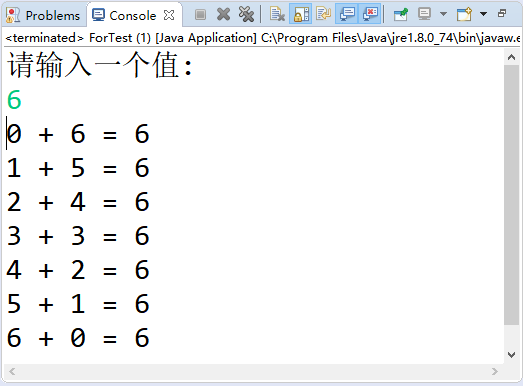 Problems Console
<terminated> ForTest (1) [Java Application] C:\Program Files\Java\jre1.8.0_74\bin\javaw.e
请输入一个值:
6
0 + 6 = 6
1 + 5 = 6
2 + 4 = 6
3 + 3 = 6
4 + 2 = 6
5 + 1 = 6
6 + 0 = 6